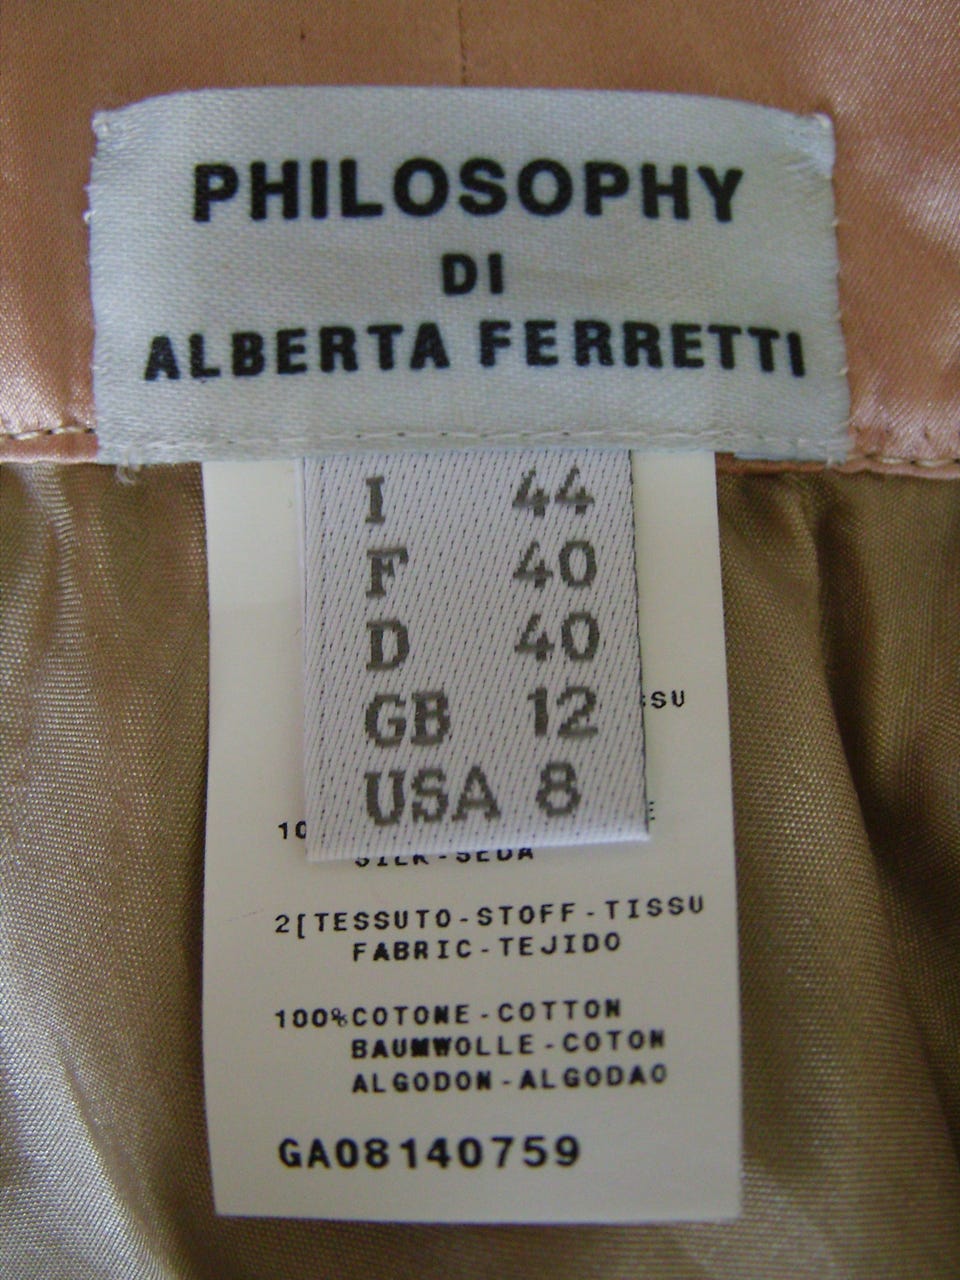 PHILOSOPHY
DI
ALBERTA FERRETTI
I 44
F 40
D 40
GB 12
USA 8
SILK-SEDA
2[TESSUTO-STOFF-TISSU
FABRIC-TEJIDO
100%COTONE-COTTON
BAUMWOLLE-COTON
ALGODON-ALGODAO
GA08140759